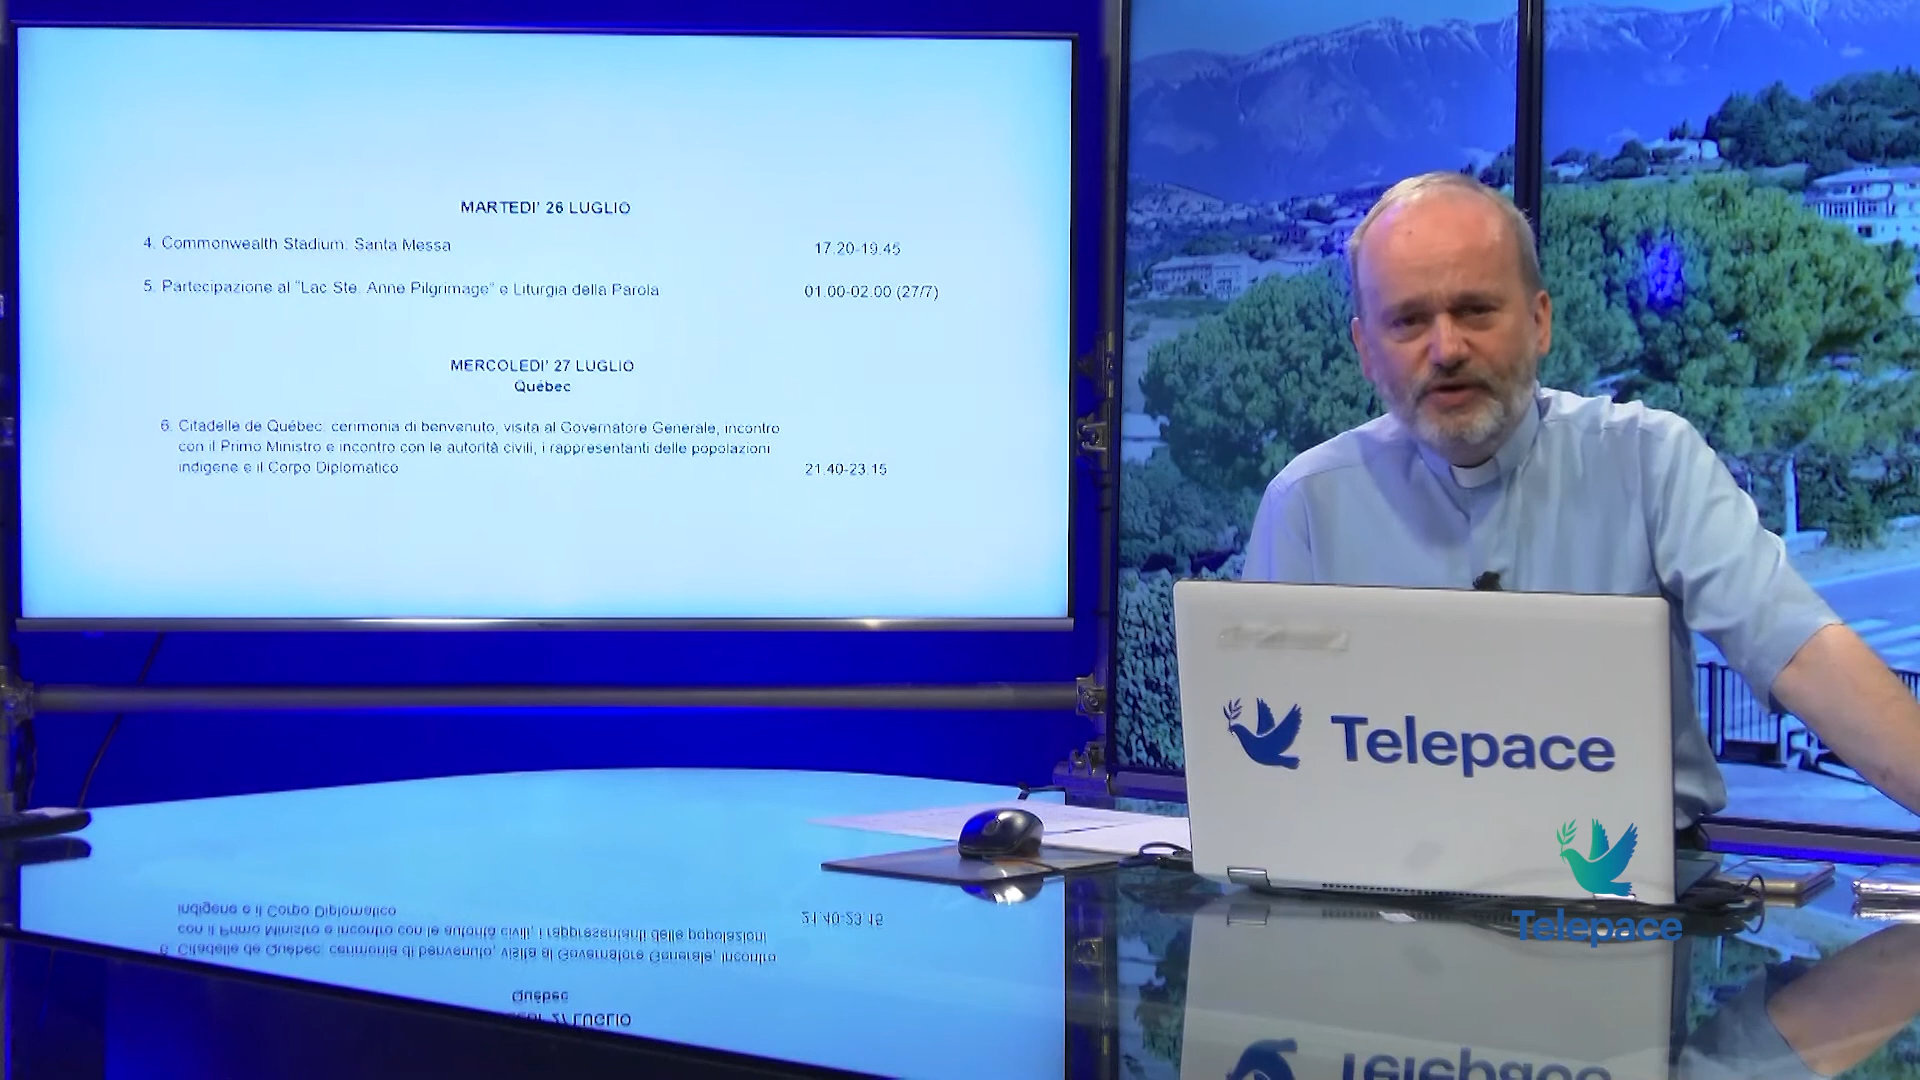 MARTEDI' 26 LUGLIO
4. Commonwealth Stadium: Santa Messa 17.20-19.45
5. Partecipazione al "Lac Ste. Anne Pilgrimage" e Liturgia della Parola 01.00-02.00 (27/7)
MERCOLEDI' 27 LUGLIO
Québec
6. Citadelle de Québec: cerimonia di benvenuto, visita al Governatore Generale, incontro
con il Primo Ministro e incontro con le autorità civili, i rappresentanti delle popolazioni
indigene e il Corpo Diplomatico 21.40-23.15
Telepace
Telepace